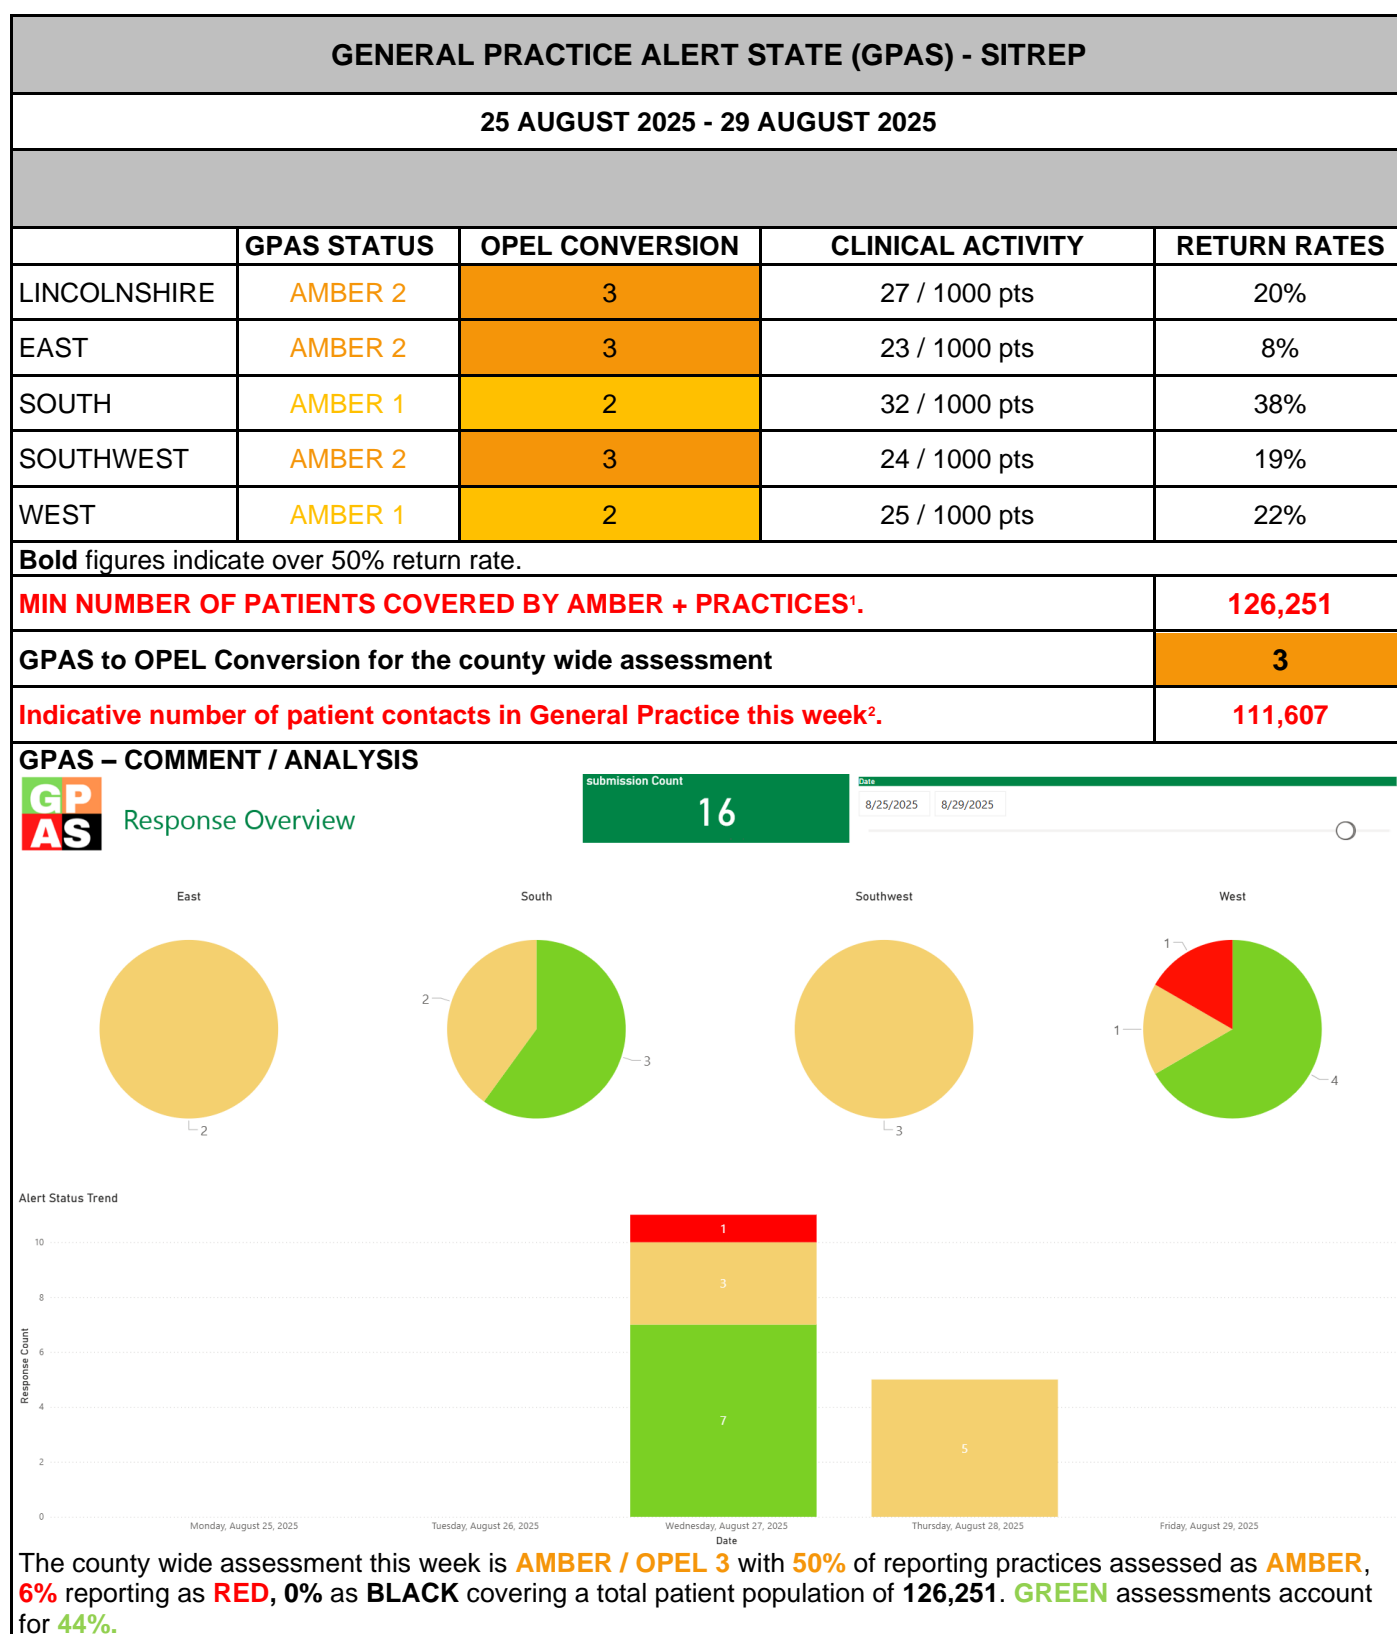 GENERAL PRACTICE ALERT STATE (GPAS) - SITREP
25 AUGUST 2025 - 29 AUGUST 2025
GPAS STATUS OPEL CONVERSION CLINICAL ACTIVITY RETURN RATES
LINCOLNSHIRE AMBER 2 3 27 / 1000 pts 20%
EAST AMBER 2 3 23 / 1000 pts 8%
SOUTH AMBER 1 2 32 / 1000 pts 38%
SOUTHWEST AMBER 2 3 24 / 1000 pts 19%
WEST AMBER 1 2 25 / 1000 pts 22%
Bold figures indicate over 50% return rate.
MIN NUMBER OF PATIENTS COVERED BY AMBER + PRACTICES¹. 126,251
GPAS to OPEL Conversion for the county wide assessment 3
Indicative number of patient contacts in General Practice this week². 111,607
GPAS – COMMENT / ANALYSIS
GP
AS
Response Overview
submission Count
16
Date
8/25/2025 8/29/2025
East South Southwest West
2
2
3
3
1
1
4
Alert Status Trend
Response Count
10
8
6
4
2
0
1
3
7
5
Monday, August 25, 2025 Tuesday, August 26, 2025 Wednesday, August 27, 2025 Thursday, August 28, 2025 Friday, August 29, 2025
Date
The county wide assessment this week is AMBER / OPEL 3 with 50% of reporting practices assessed as AMBER,
6% reporting as RED, 0% as BLACK covering a total patient population of 126,251. GREEN assessments account
for 44%.